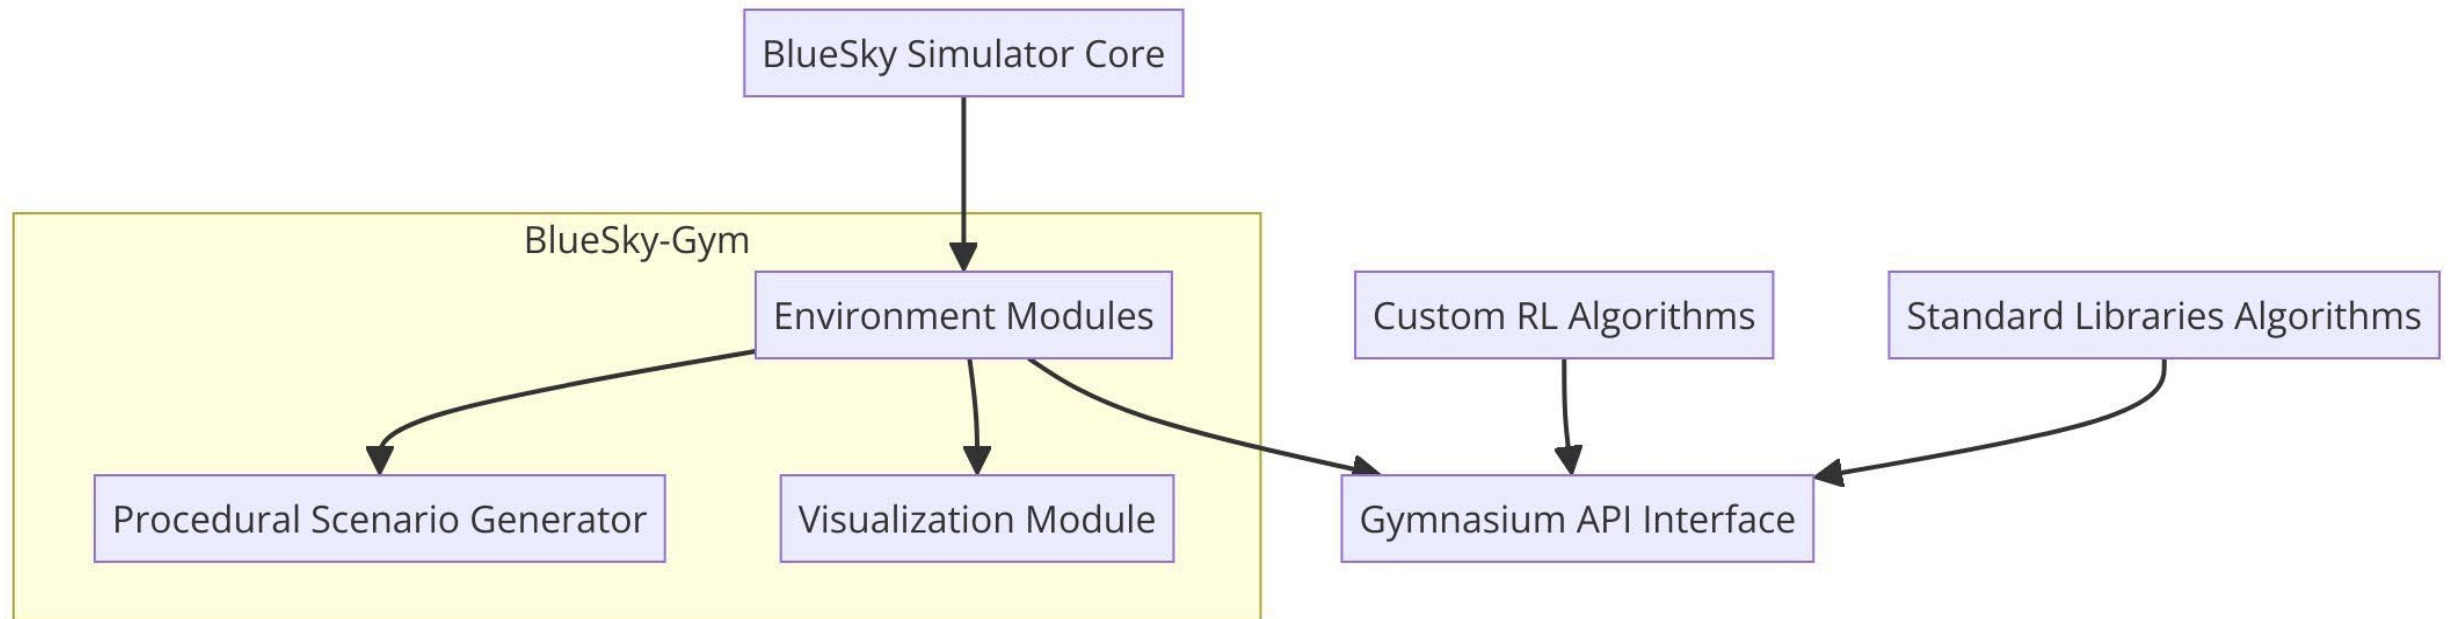 BlueSky Simulator Core
BlueSky-Gym
Environment Modules
Custom RL Algorithms
Standard Libraries Algorithms
Procedural Scenario Generator
Visualization Module
Gymnasium API Interface